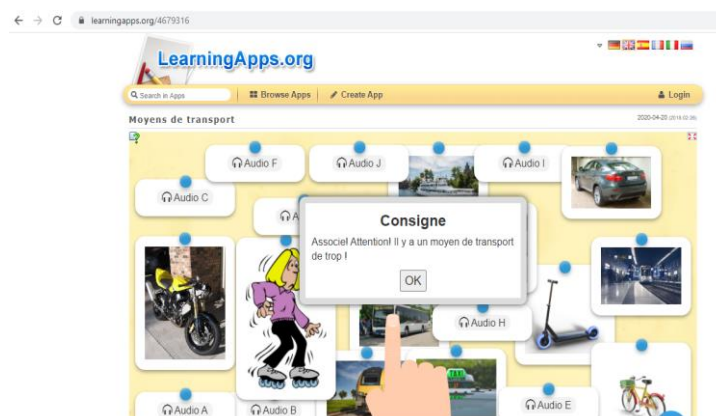 learningapps.org/4679316
LearningApps.org
Search in Apps
Browse Apps
Create App
Login
Moyens de transport
2020-04-20
Audio F
Audio J
Audio I
Audio C
Consigne
Associe! Attention! Il y a un moyen de transport
de trop !
OK
Audio H
TAXI
Audio A
Audio B
Audio E